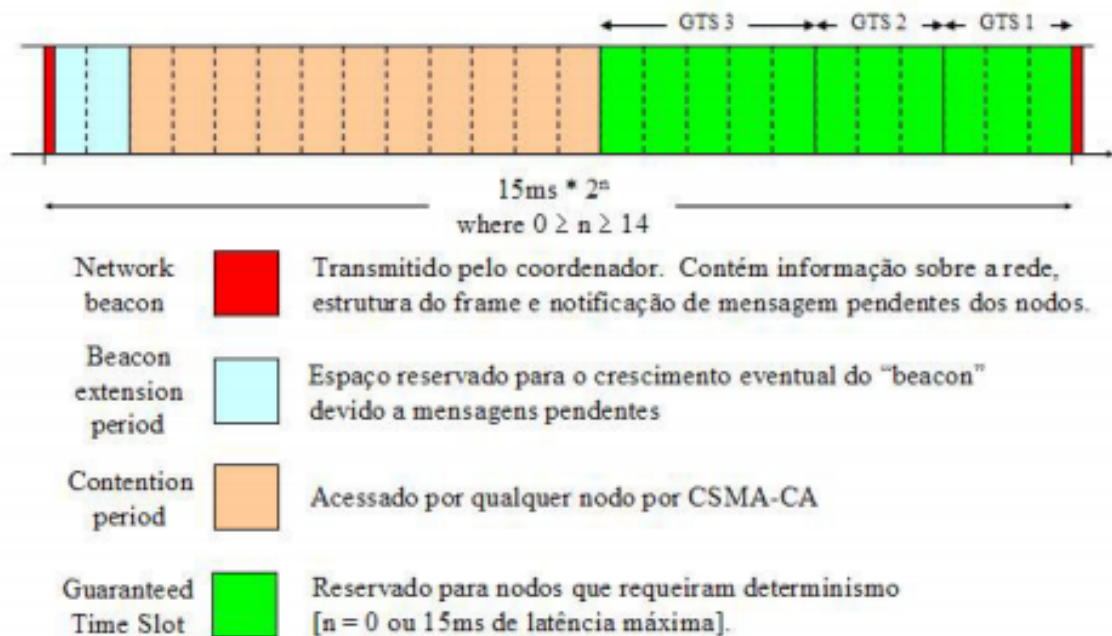 GTS 3 GTS 2 GTS 1
15ms * 2ⁿ
where 0 ≥ n ≥ 14
Network
beacon
Transmitido pelo coordenador. Contém informação sobre a rede,
estrutura do frame e notificação de mensagem pendentes dos nodos.
Beacon
extension
period
Espaço reservado para o crescimento eventual do “beacon”
devido a mensagens pendentes
Contention
period
Acessado por qualquer nodo por CSMA-CA
Guaranteed
Time Slot
Reservado para nodos que requeiram determinismo
[n = 0 ou 15ms de latência máxima].